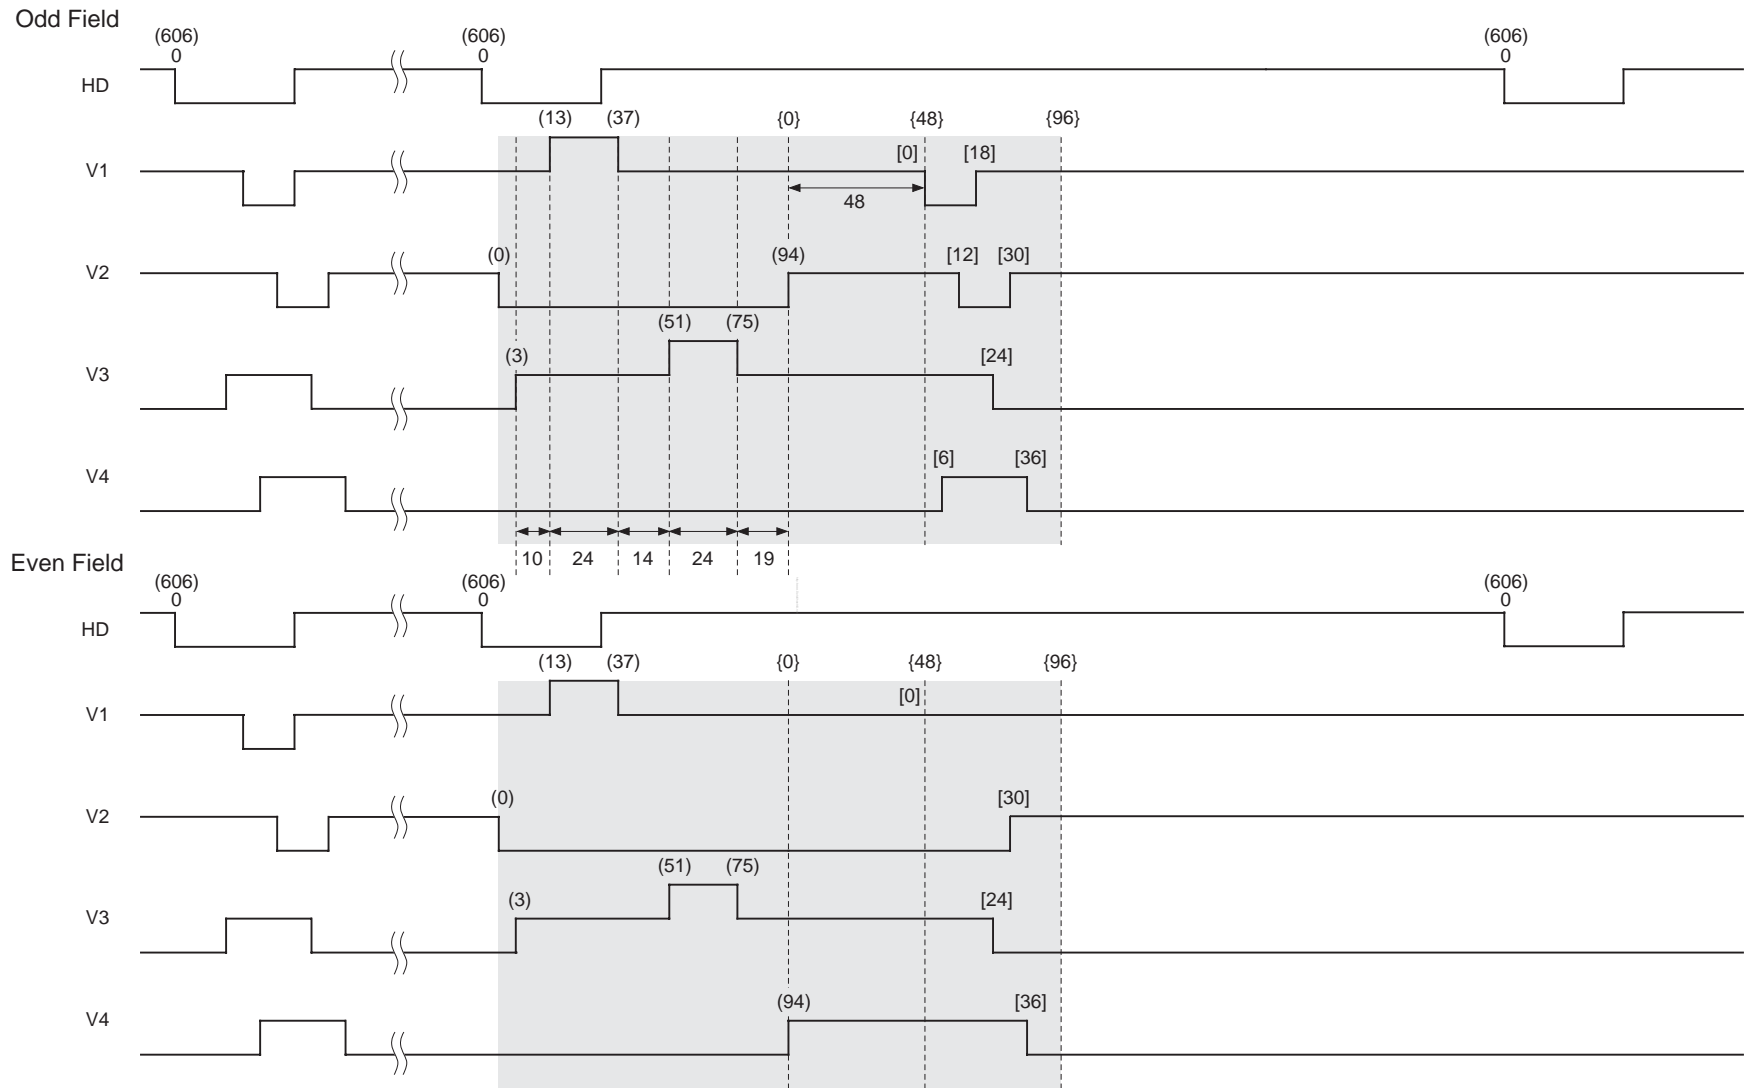 Odd Field
(606) (606) (606)
0 0 0
HD
(13) (37) {0} {48} {96}
[0] [18]
V1
48
(0) (94) [12] [30]
V2
(51) (75)
(3) [24]
V3
[6] [36]
V4
10 24 14 24 19
Even Field
(606) (606) (606)
0 0 0
HD
(13) (37) {0} {48} {96}
[0]
V1
(0) [30]
V2
(51) (75)
(3) [24]
V3
(94) [36]
V4